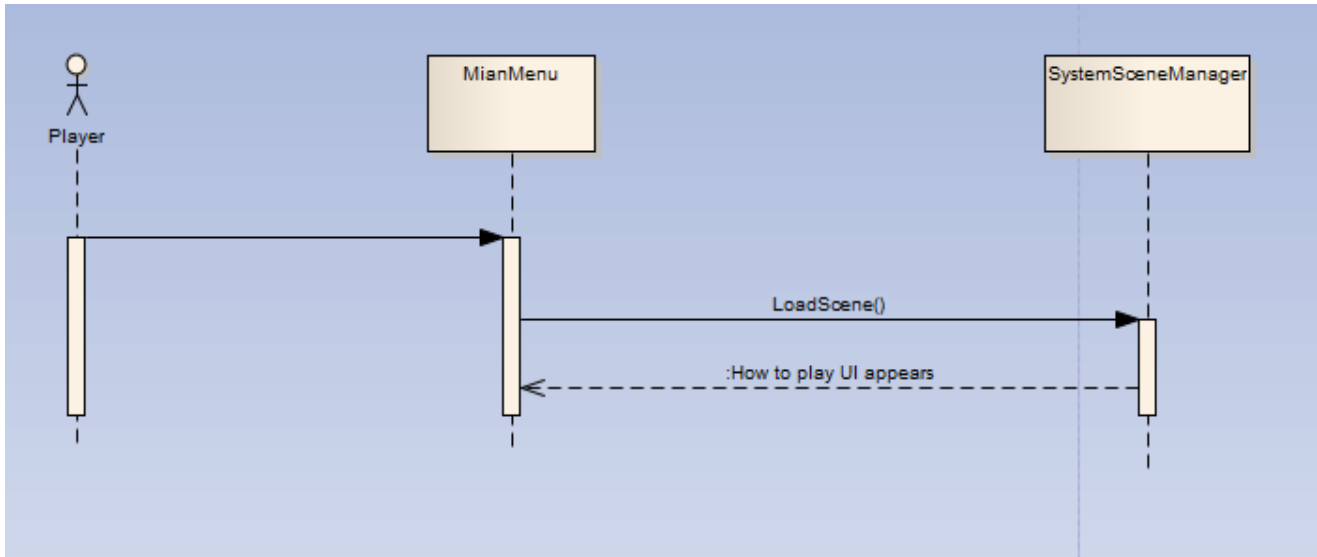 MianMenu
SystemSceneManager
Player
LoadScene()
:How to play UI appears